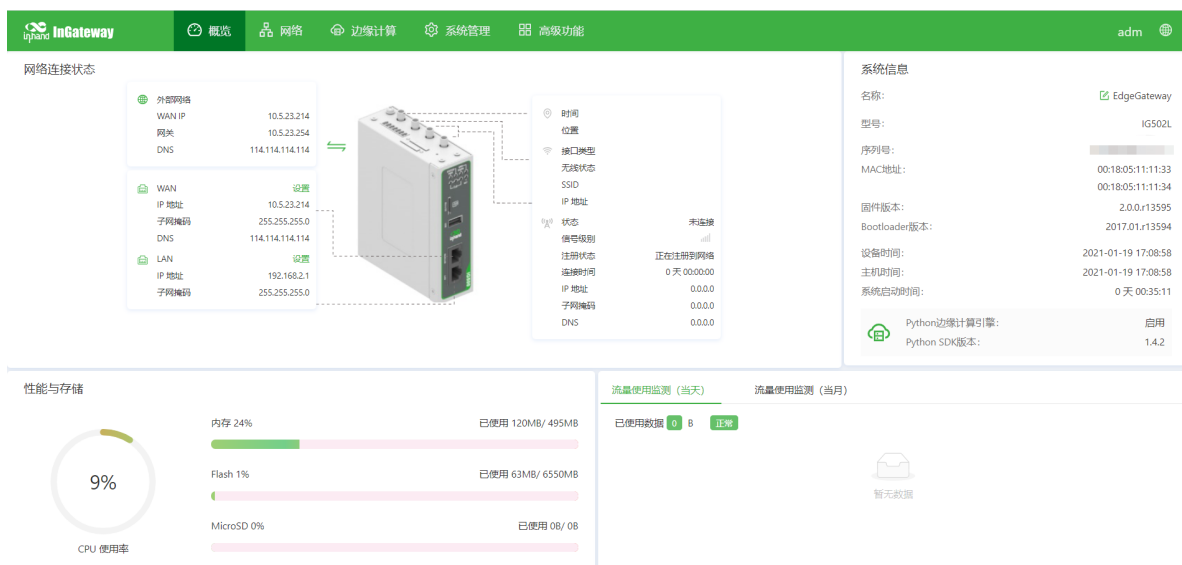 inhand InGateway
概览
网络
边缘计算
系统管理
高级功能
adm
网络连接状态
外部网络
WAN IP 10.5.23.214
网关 10.5.23.254
DNS 114.114.114.114
WAN 设置
IP 地址 10.5.23.214
子网掩码 255.255.255.0
DNS 114.114.114.114
LAN 设置
IP 地址 192.168.2.1
子网掩码 255.255.255.0
时间
位置
接口类型
无线状态
SSID
IP 地址
状态 未连接
信号级别
注册状态 正在注册到网络
连接时间 0 天 00:00:00
IP 地址 0.0.0.0
子网掩码 0.0.0.0
DNS 0.0.0.0
系统信息
名称: EdgeGateway
型号: IG502L
序列号:
MAC地址: 00:18:05:11:11:33
00:18:05:11:11:34
固件版本: 2.0.0.r13595
Bootloader版本: 2017.01.r13594
设备时间: 2021-01-19 17:08:58
主机时间: 2021-01-19 17:08:58
系统启动时间: 0 天 00:35:11
Python边缘计算引擎: 启用
Python SDK版本: 1.4.2
性能与存储
9%
CPU 使用率
内存 24% 已使用 120MB/ 495MB
Flash 1% 已使用 63MB/ 6550MB
MicroSD 0% 已使用 0B/ 0B
流量使用监测（当天） 流量使用监测（当月）
已使用数据 0 B 正常
暂无数据